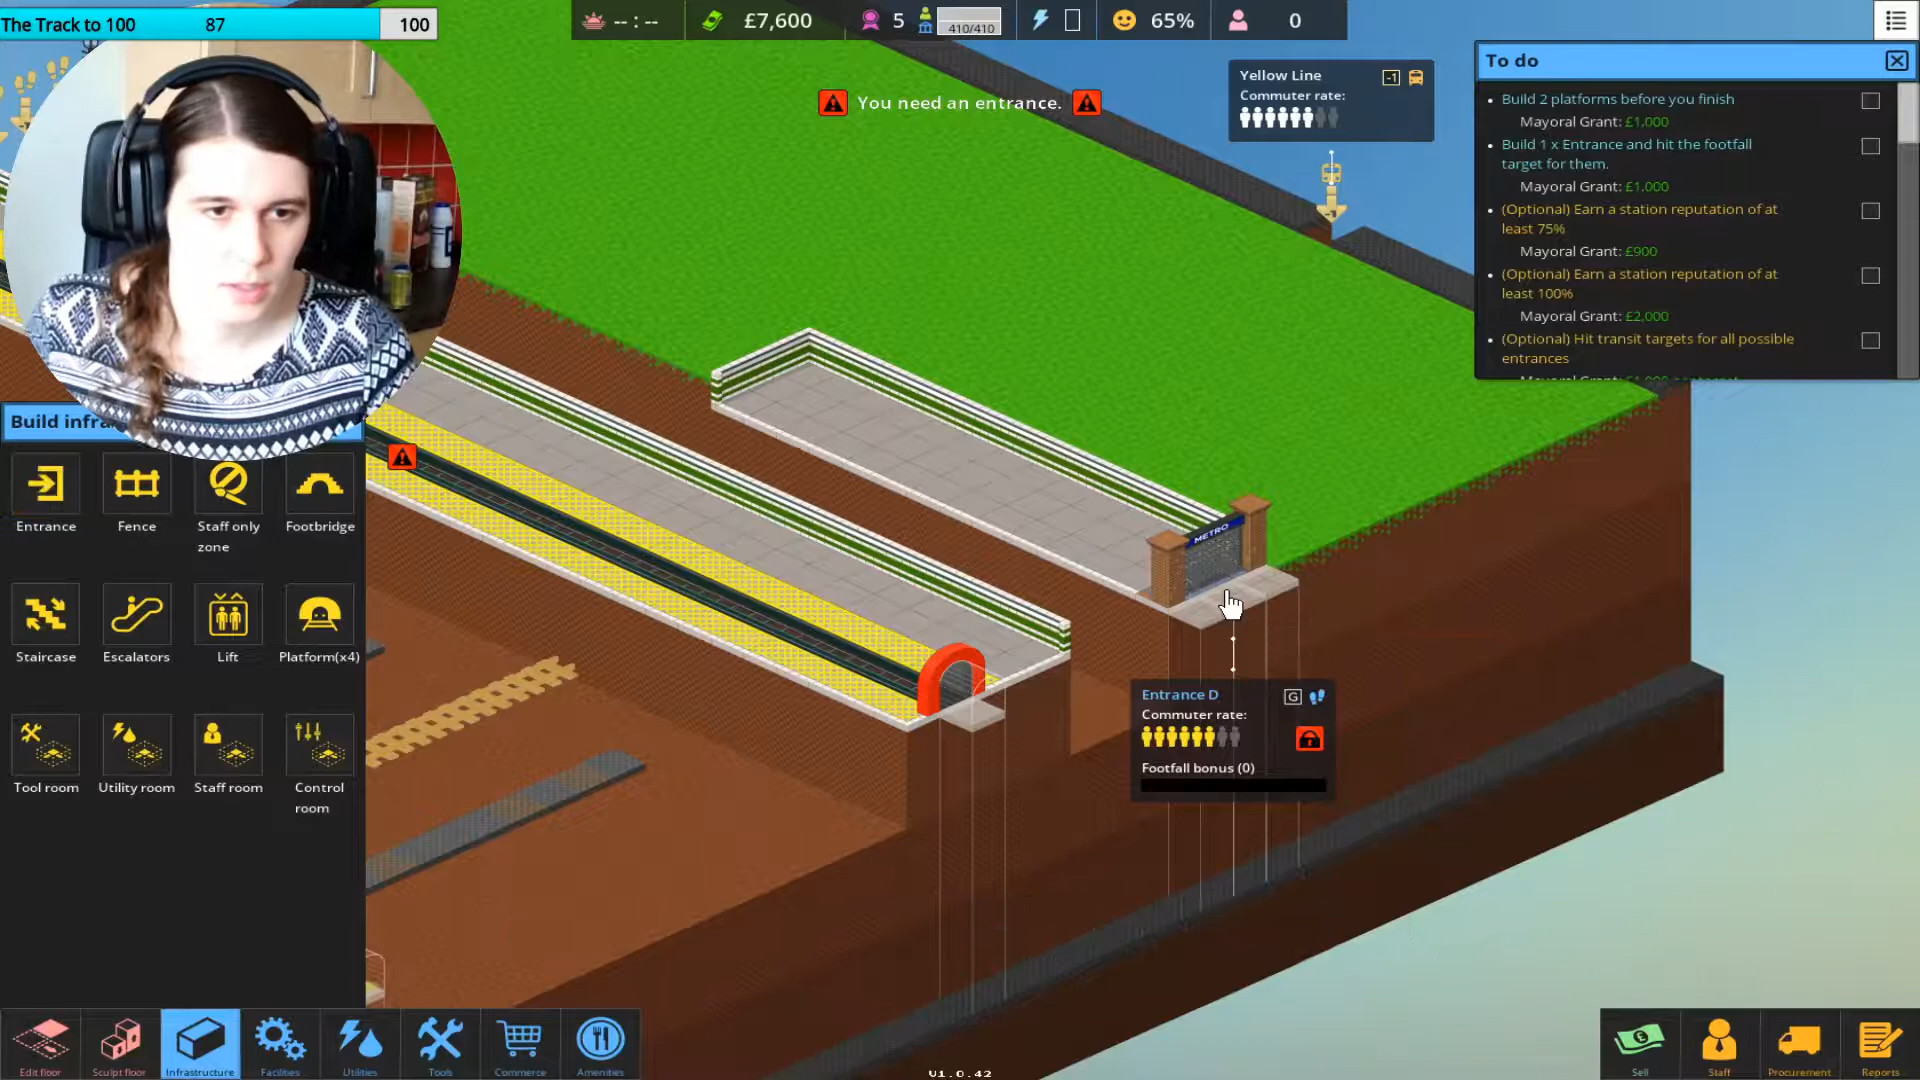 The Track to 100 87 100
-- : -- £7,600 5 410/410 65% 0
You need an entrance.
Yellow Line -1
Commuter rate:
To do
Build 2 platforms before you finish
Mayoral Grant: £1,000
Build 1 x Entrance and hit the footfall
target for them.
Mayoral Grant: £1,000
(Optional) Earn a station reputation of at
least 75%
Mayoral Grant: £900
(Optional) Earn a station reputation of at
least 100%
Mayoral Grant: £2,000
(Optional) Hit transit targets for all possible
entrances
Build infra
Entrance Fence Staff only
zone Footbridge
Staircase Escalators Lift Platform(x4)
Tool room Utility room Staff room Control
room
METRO
Entrance D G
Commuter rate:
Footfall bonus (0)
Edit floor Sculpt floor Infrastructure Facilities Utilities Tools Commerce Amenities
v1.0.42
Sell Staff Procurement Reports